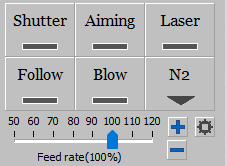 Shutter Aiming Laser
Follow Blow N2
50 60 70 80 90 100 110 120
Feed rate(100%)